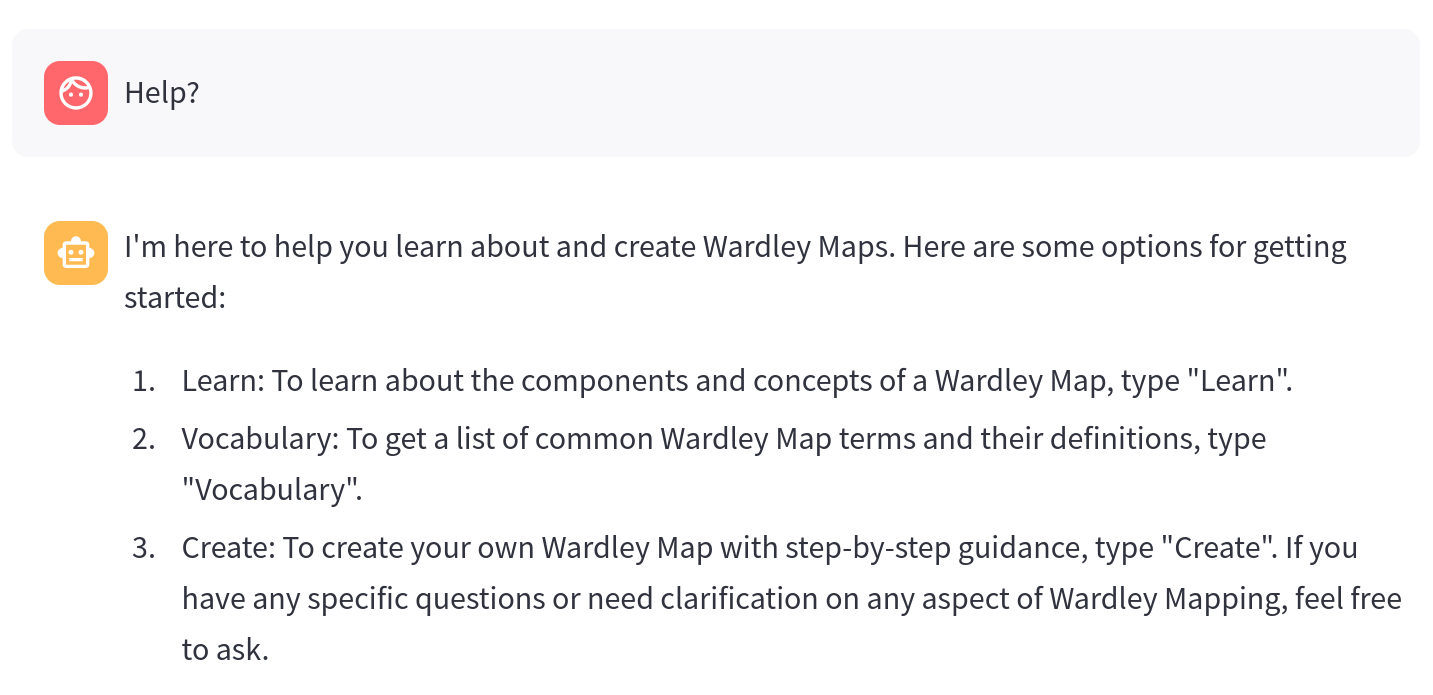 Help?
I'm here to help you learn about and create Wardley Maps. Here are some options for getting
started:
1. Learn: To learn about the components and concepts of a Wardley Map, type "Learn".
2. Vocabulary: To get a list of common Wardley Map terms and their definitions, type
"Vocabulary".
3. Create: To create your own Wardley Map with step-by-step guidance, type "Create". If you
have any specific questions or need clarification on any aspect of Wardley Mapping, feel free
to ask.